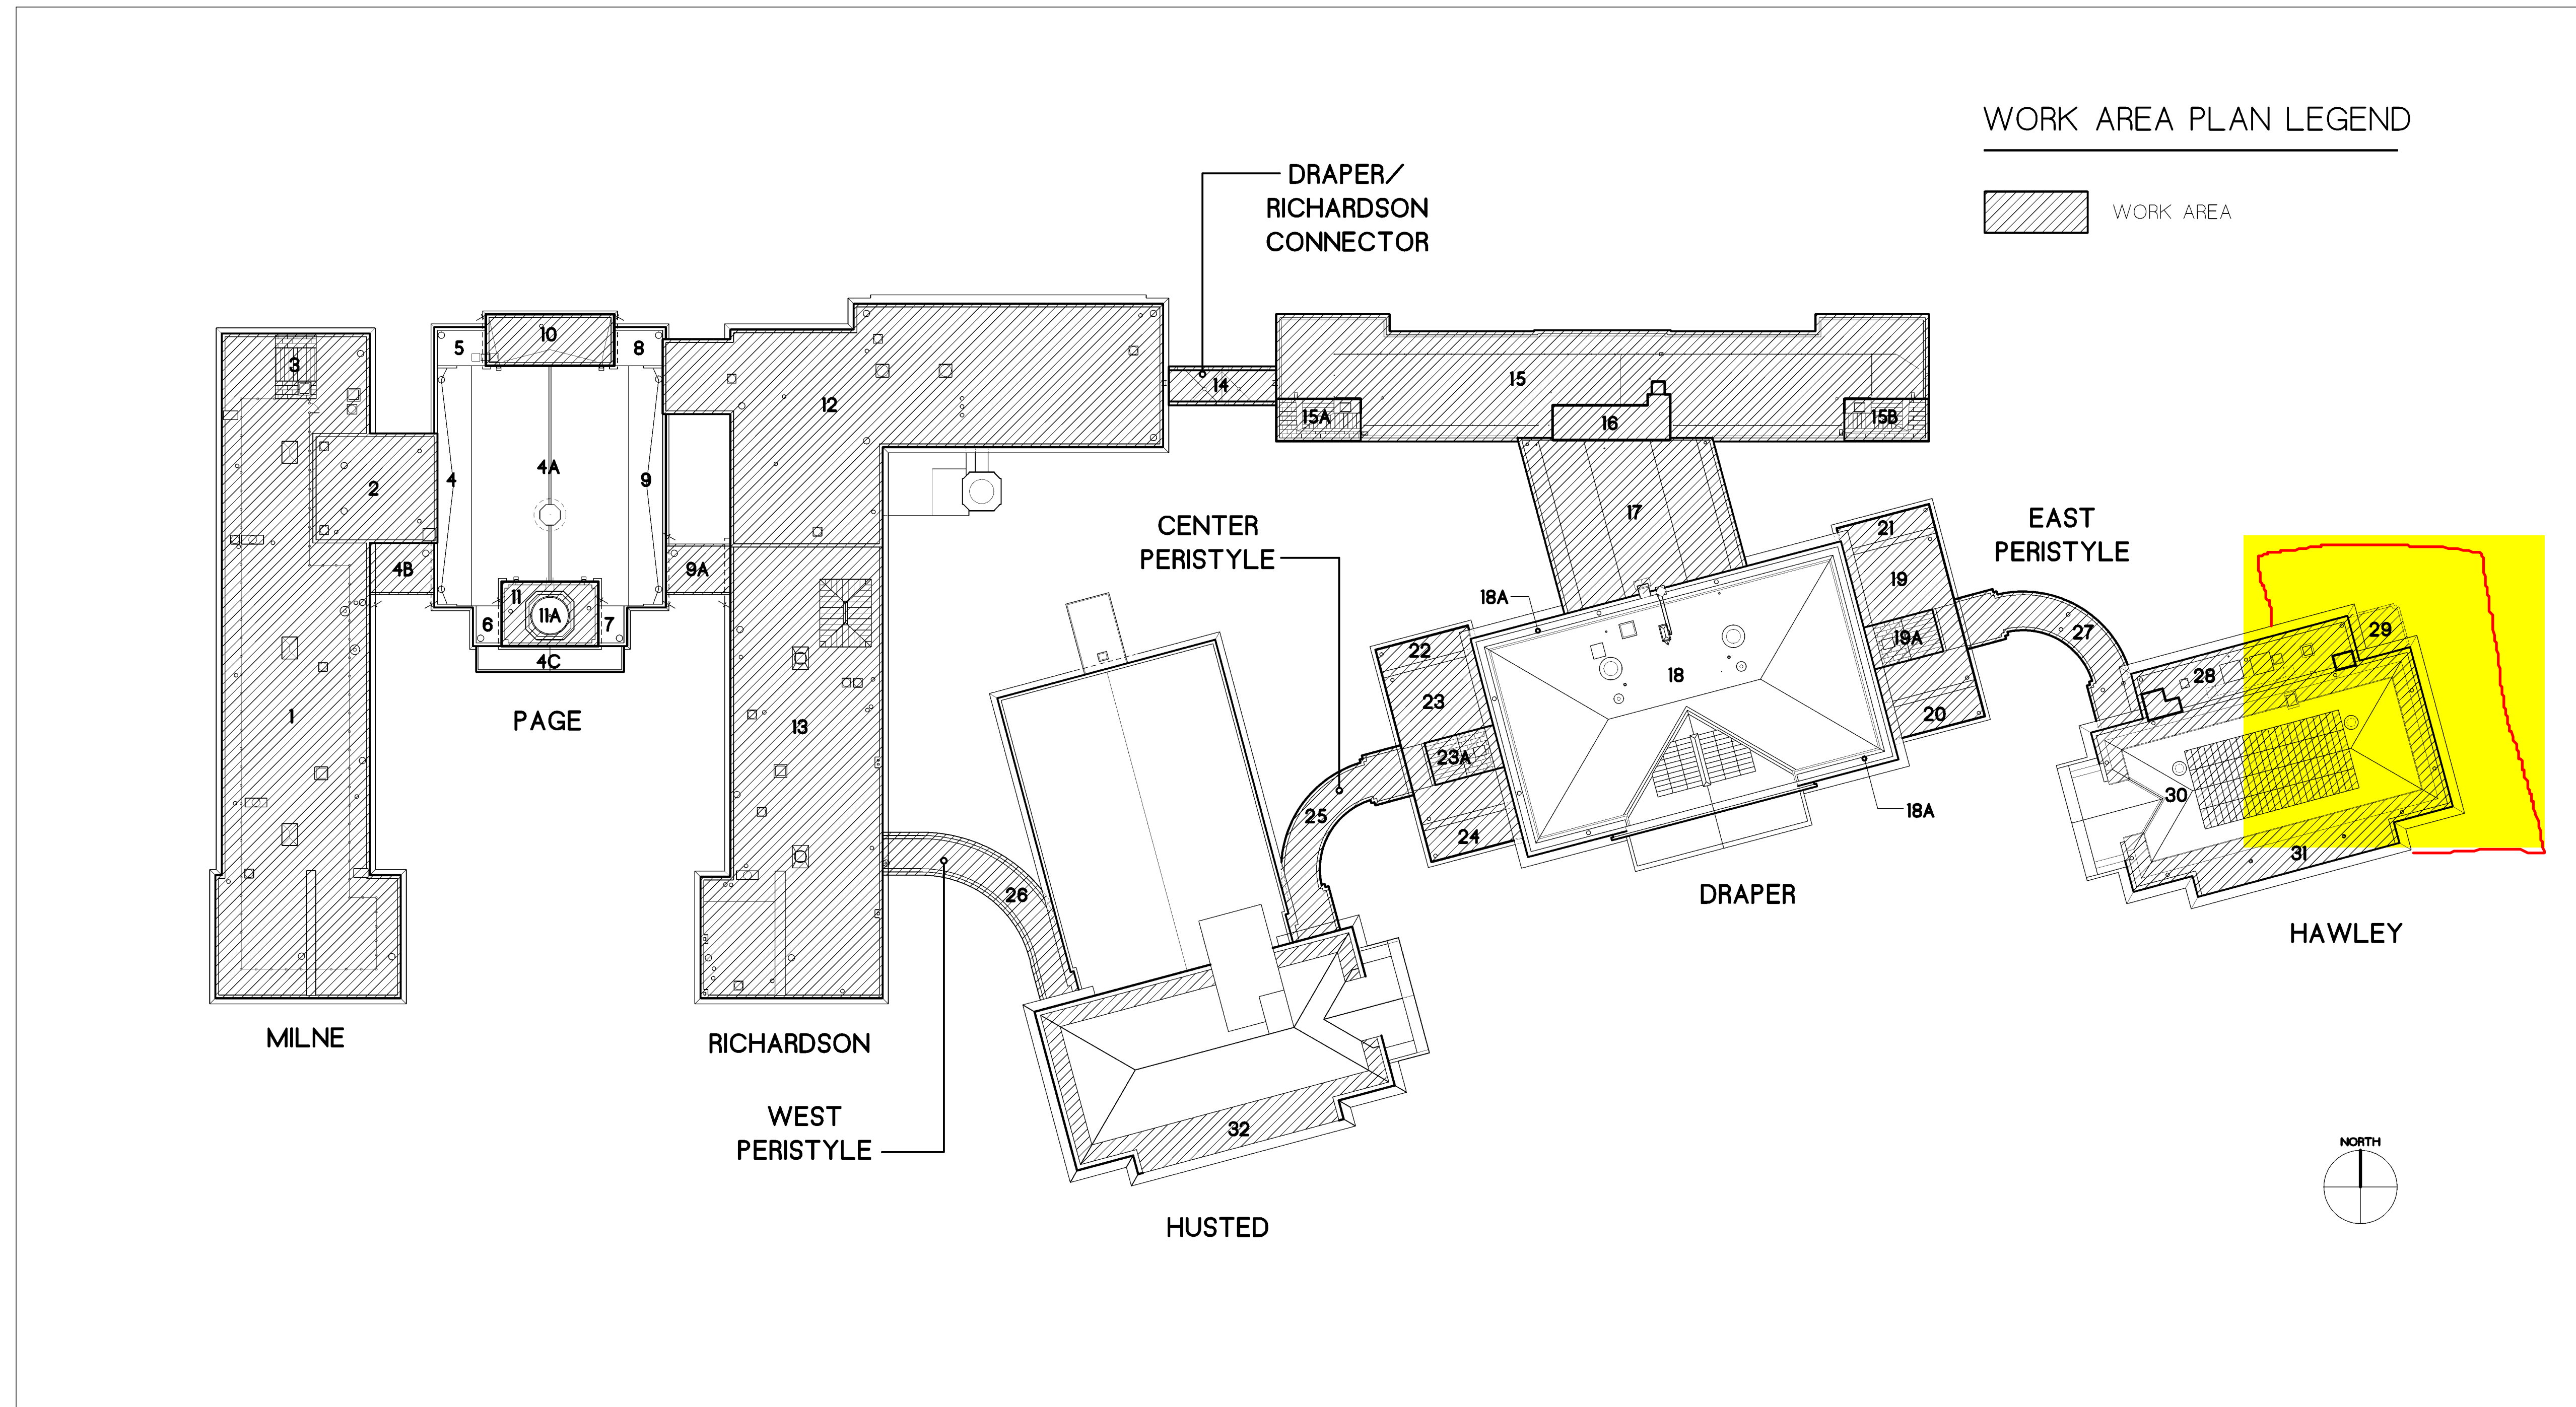 WORK AREA PLAN LEGEND
WORK AREA
DRAPER/
RICHARDSON
CONNECTOR
10
5
8
3
14
15
12
15A
15B
16
4
4A
9
2
17
CENTER
PERISTYLE
EAST
PERISTYLE
21
4B
9A
19
11
11A
18A
6
7
4C
22
19A
27
29
18
28
23
20
1
PAGE
13
23A
30
25
18A
24
31
26
DRAPER
HAWLEY
MILNE
RICHARDSON
WEST
PERISTYLE
32
NORTH
HUSTED